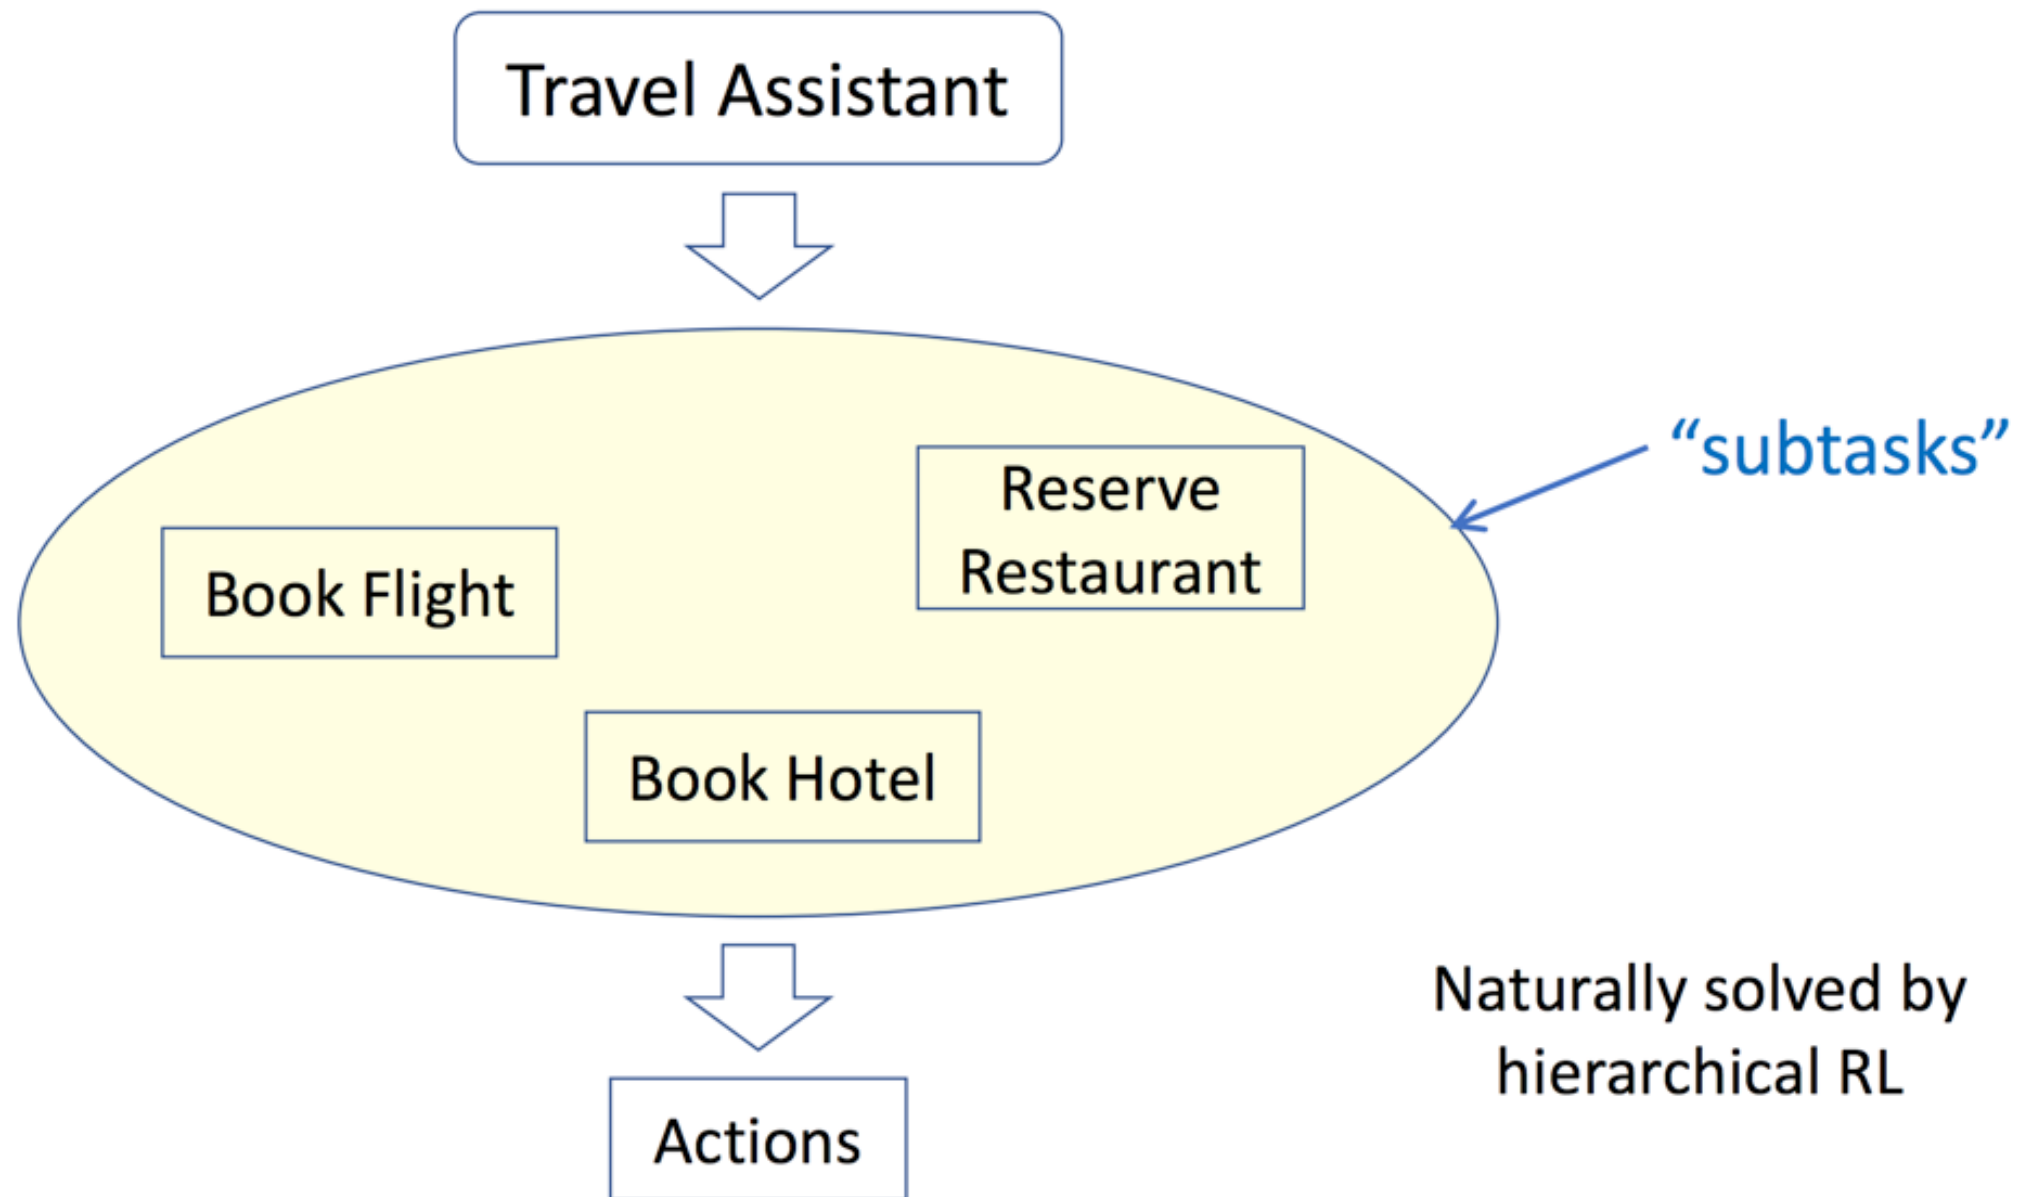 Travel Assistant
“subtasks”
Reserve
Restaurant
Book Flight
Book Hotel
Naturally solved by
hierarchical RL
Actions